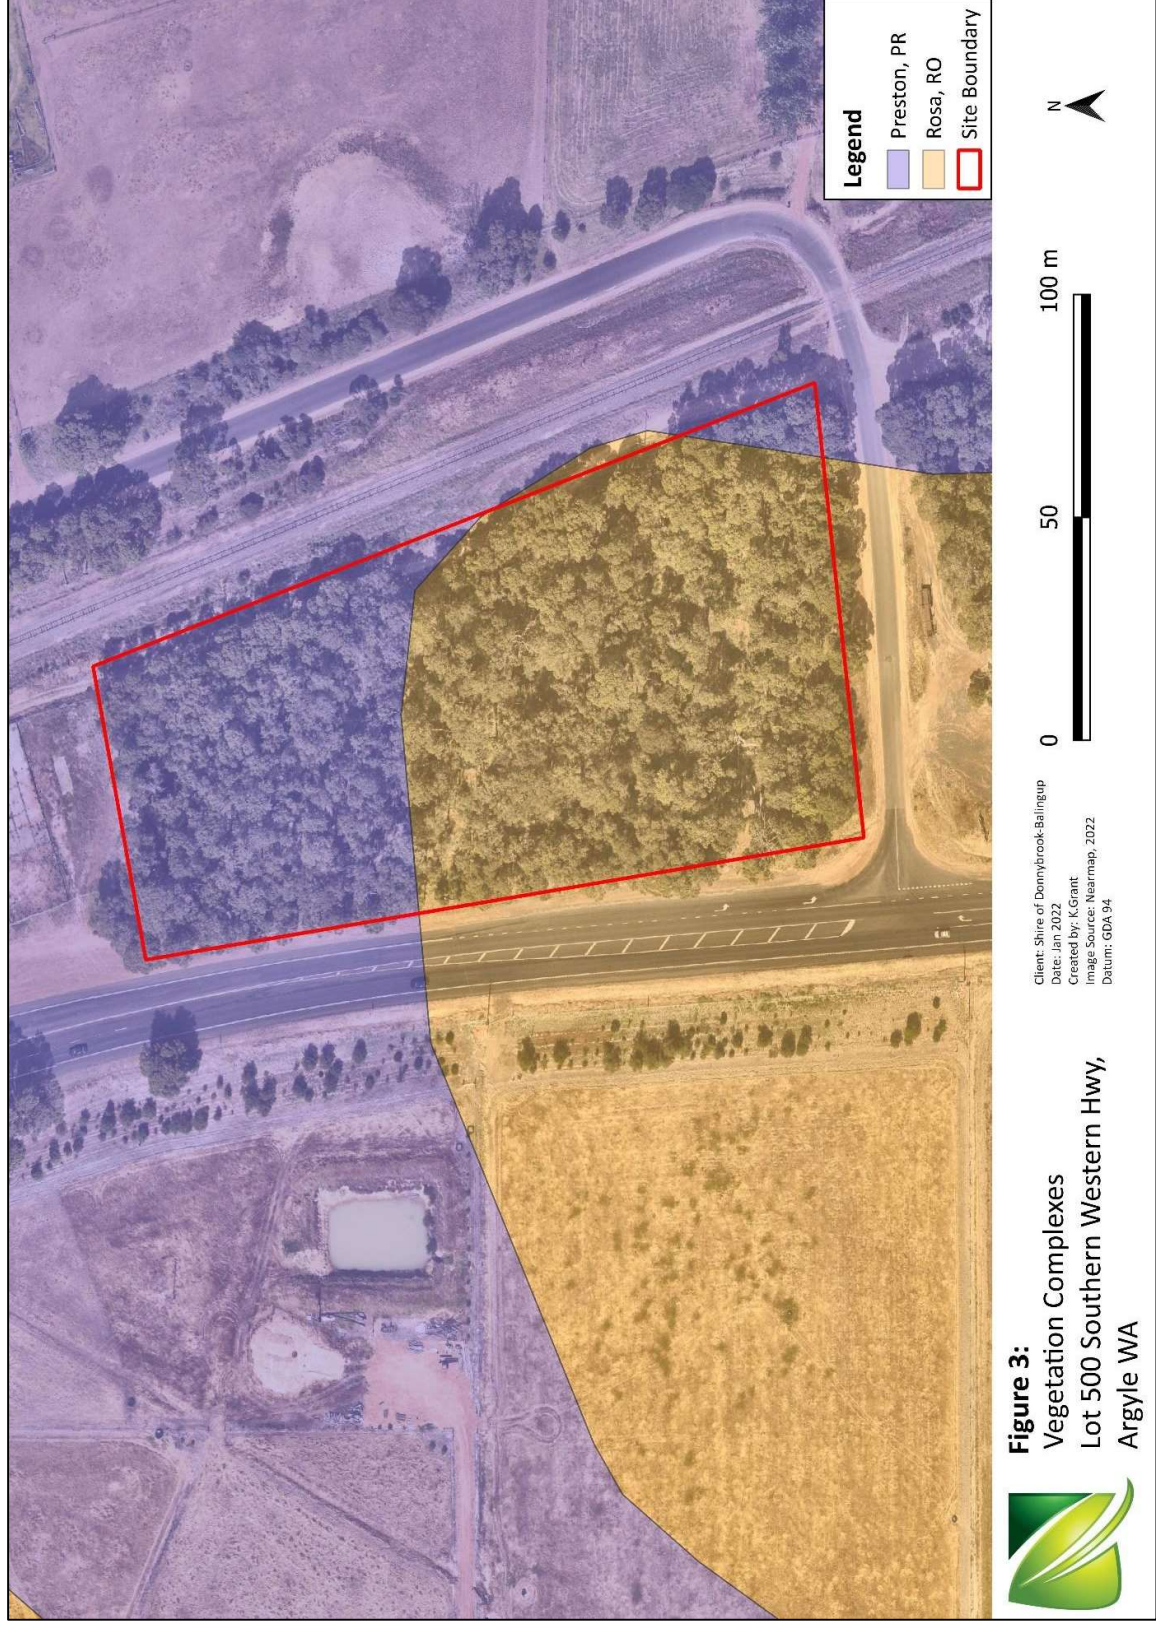 Legend
Preston, PR
Rosa, RO
Site Boundary
Figure 3:
Vegetation Complexes
Lot 500 Southern Western Hwy,
Argyle WA
Client: Shire of Donnybrook-Balingup
Date: Jan 2022
Created by: K.Grant
Image Source: Nearmap, 2022
Datum: GDA 94
0 50 100 m
N